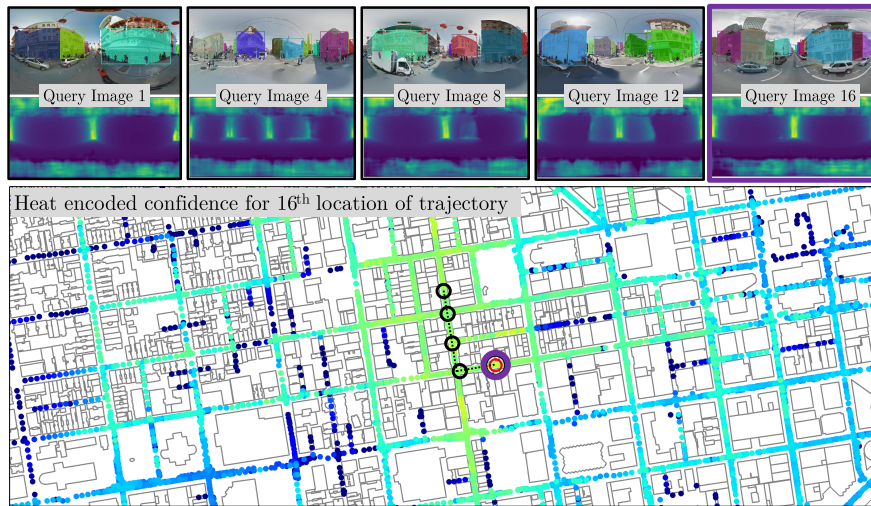 Query Image 1
Query Image 4
Query Image 8
Query Image 12
Query Image 16
Heat encoded confidence for 16th location of trajectory